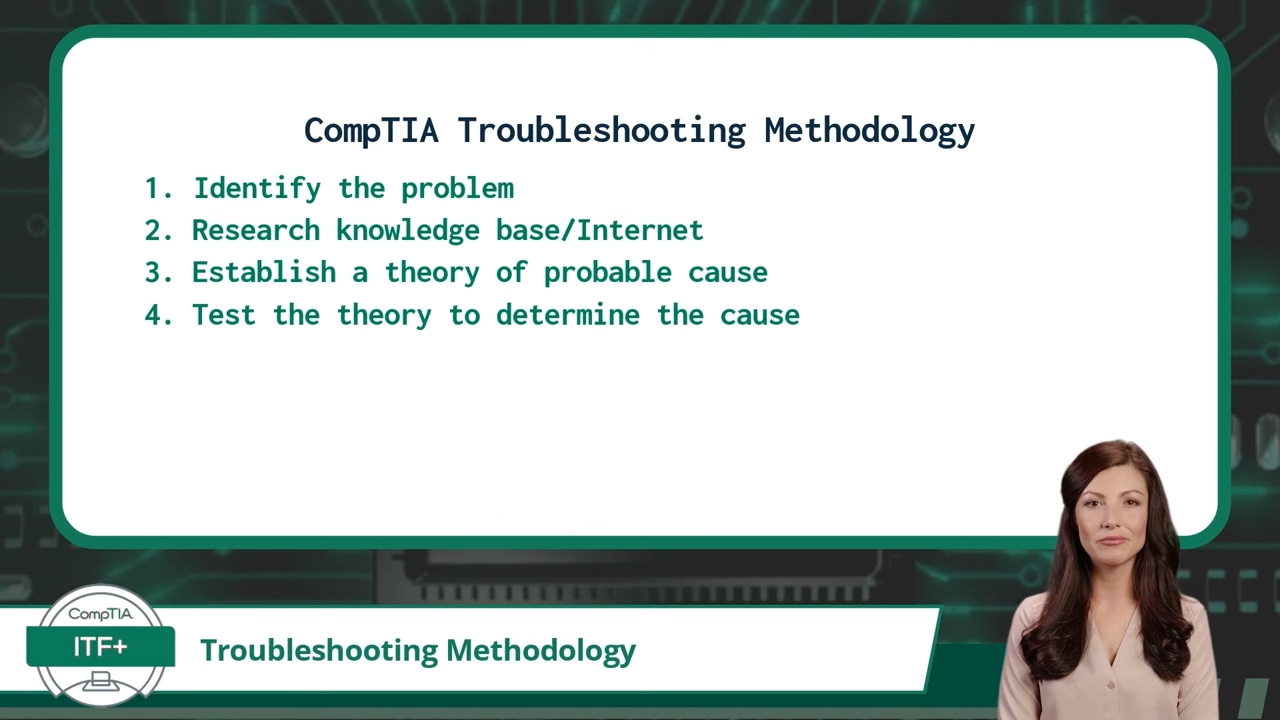 CompTIA Troubleshooting Methodology
1. Identify the problem
2. Research knowledge base/Internet
3. Establish a theory of probable cause
4. Test the theory to determine the cause
CompTIA.
ITF+
Troubleshooting Methodology